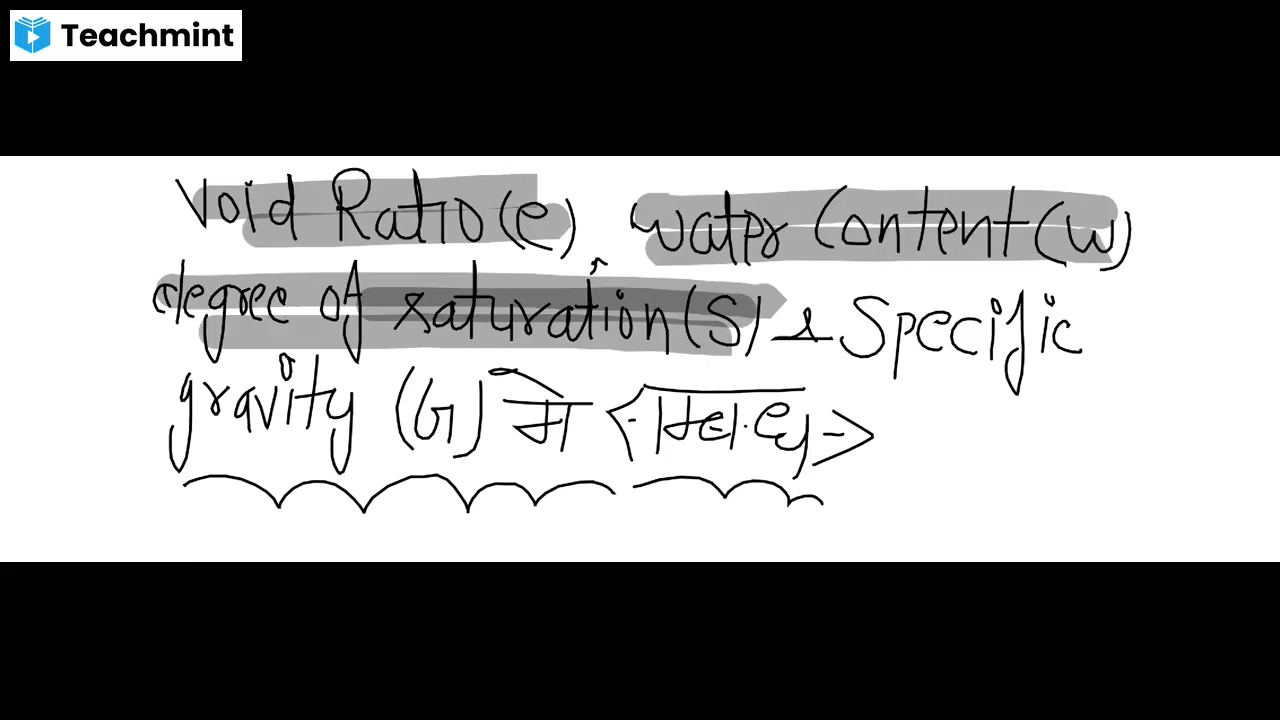 Teachmint
Void Ratio(e) water Content(w)
degree of saturation(S) & Specific
gravity (G) में संबंध :->